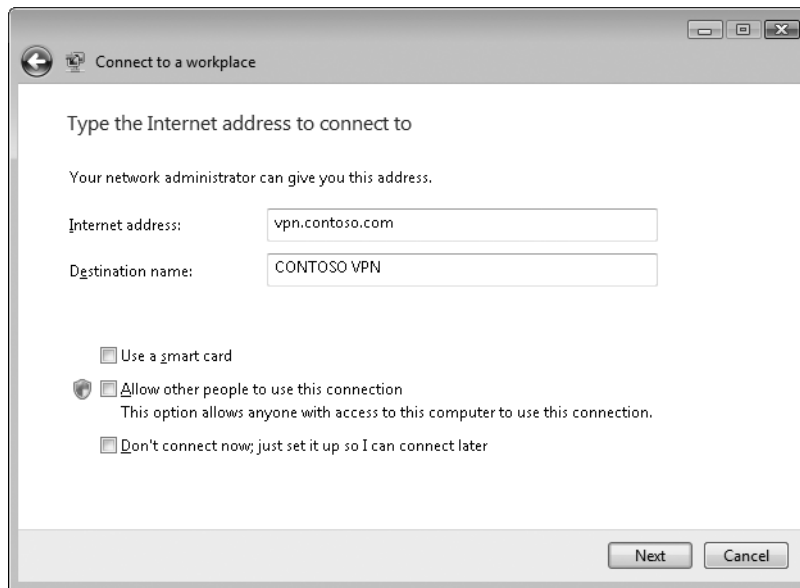 Connect to a workplace
Type the Internet address to connect to
Your network administrator can give you this address.
Internet address: vpn.contoso.com
Destination name: CONTOSO VPN
Use a smart card
Allow other people to use this connection
This option allows anyone with access to this computer to use this connection.
Don't connect now; just set it up so I can connect later
Next Cancel